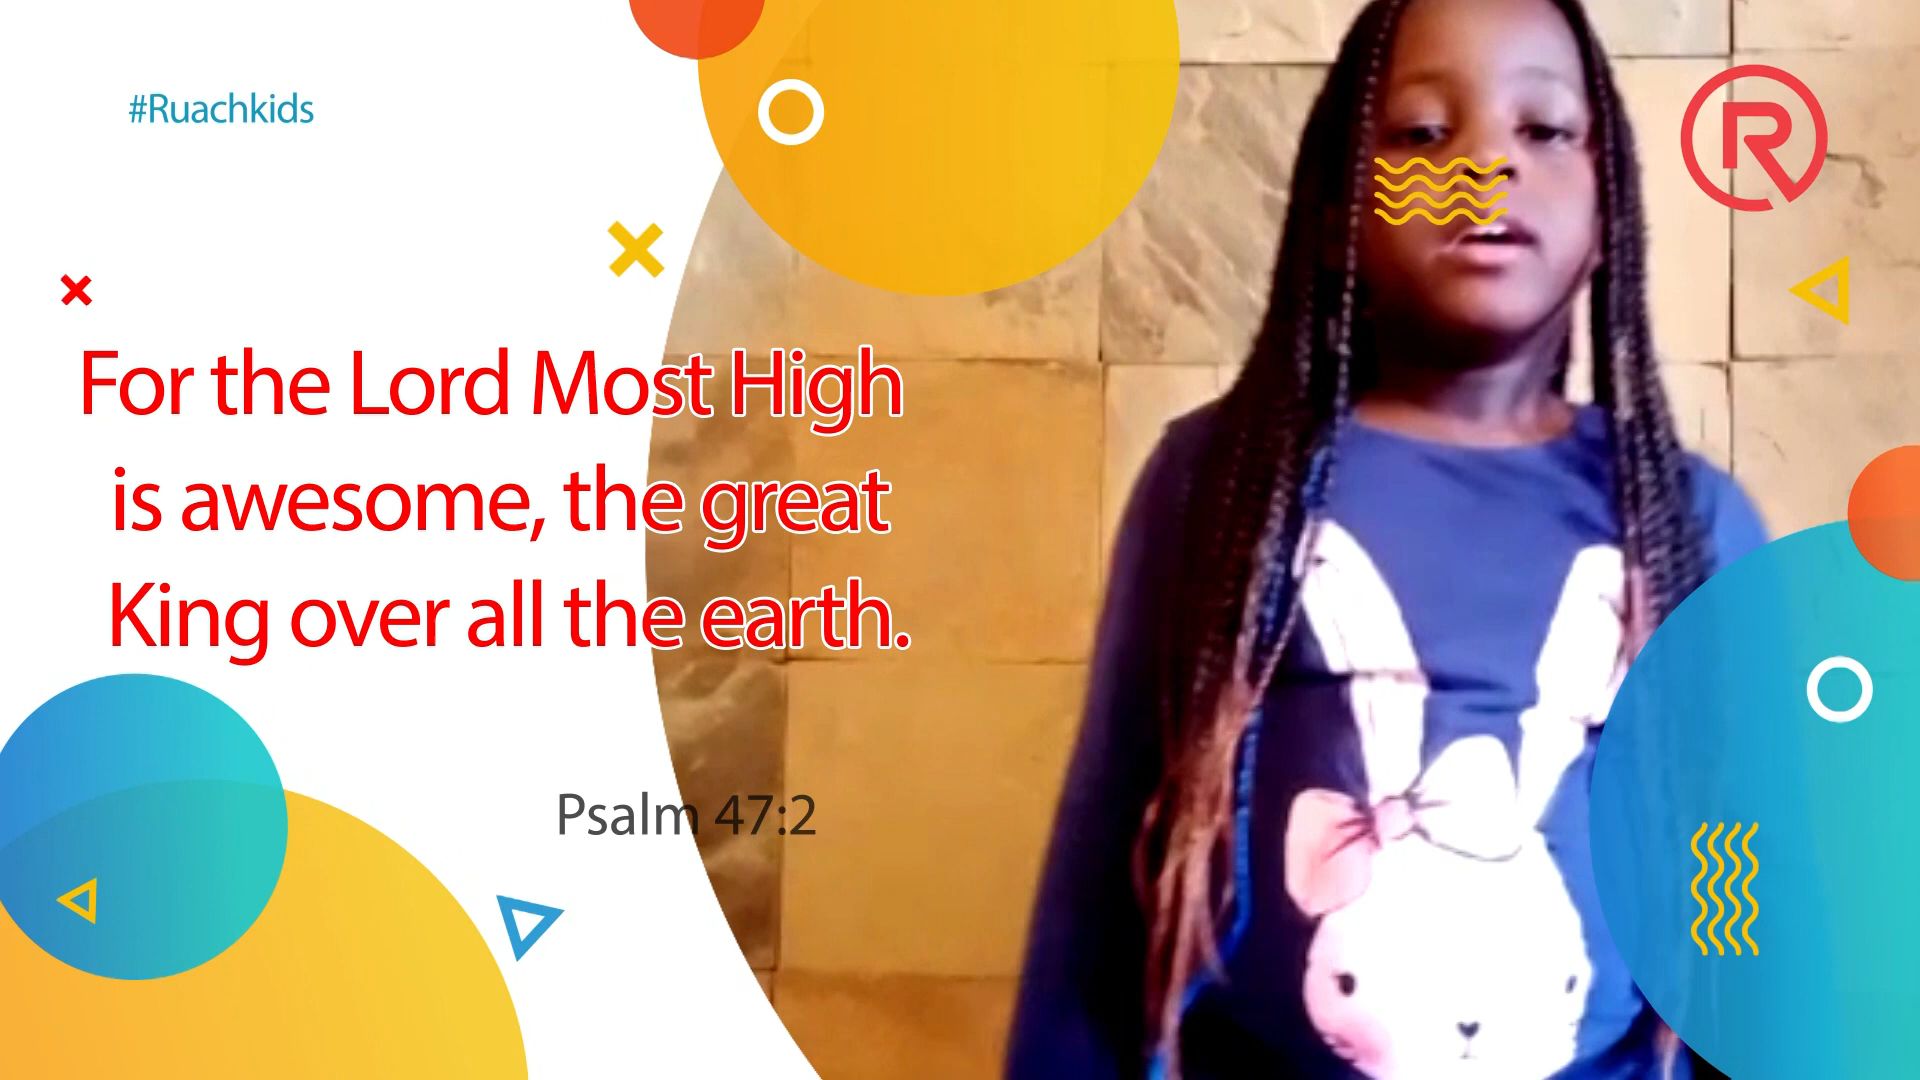 #Ruachkids
R
For the Lord Most High
is awesome, the great
King over all the earth.
Psalm 47:2